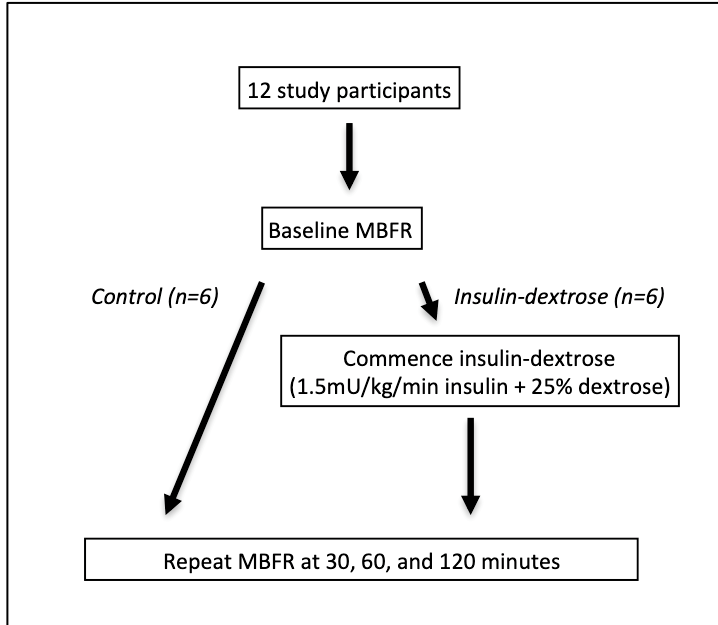 12 study participants
Baseline MBFR
Control (n=6)
Insulin-dextrose (n=6)
Commence insulin-dextrose
(1.5mU/kg/min insulin + 25% dextrose)
Repeat MBFR at 30, 60, and 120 minutes